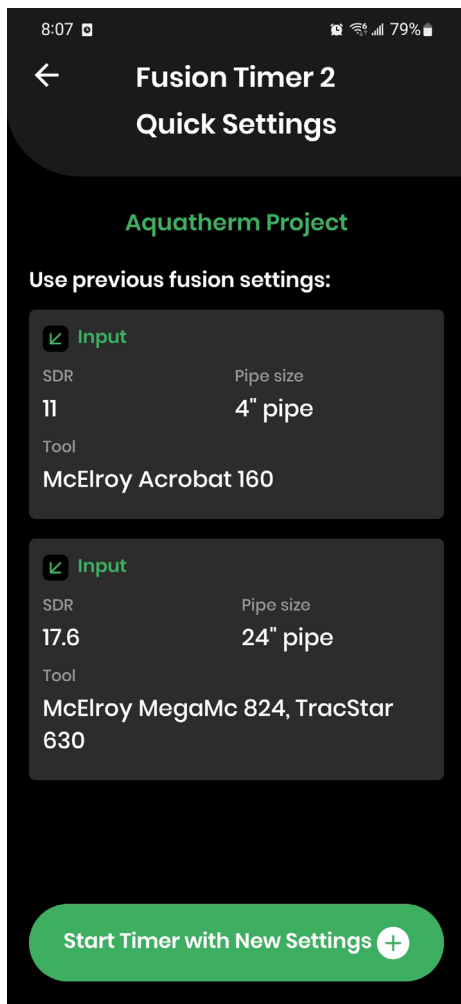 8:07 79%
Fusion Timer 2
Quick Settings
Aquatherm Project
Use previous fusion settings:
Input
SDR Pipe size
11 4" pipe
Tool
McElroy Acrobat 160
Input
SDR Pipe size
17.6 24" pipe
Tool
McElroy MegaMc 824, TracStar
630
Start Timer with New Settings